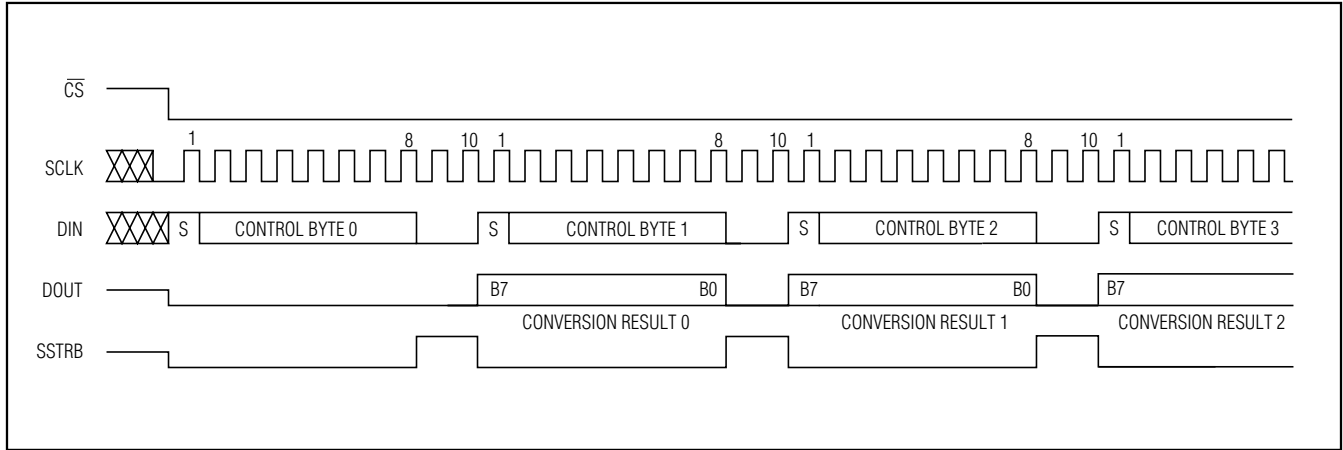 CS
1 8 10 1 8 10 1 8 10 1
SCLK
DIN S CONTROL BYTE 0 S CONTROL BYTE 1 S CONTROL BYTE 2 S CONTROL BYTE 3
DOUT B7 B0 B7 B0 B7
CONVERSION RESULT 0 CONVERSION RESULT 1 CONVERSION RESULT 2
SSTRB